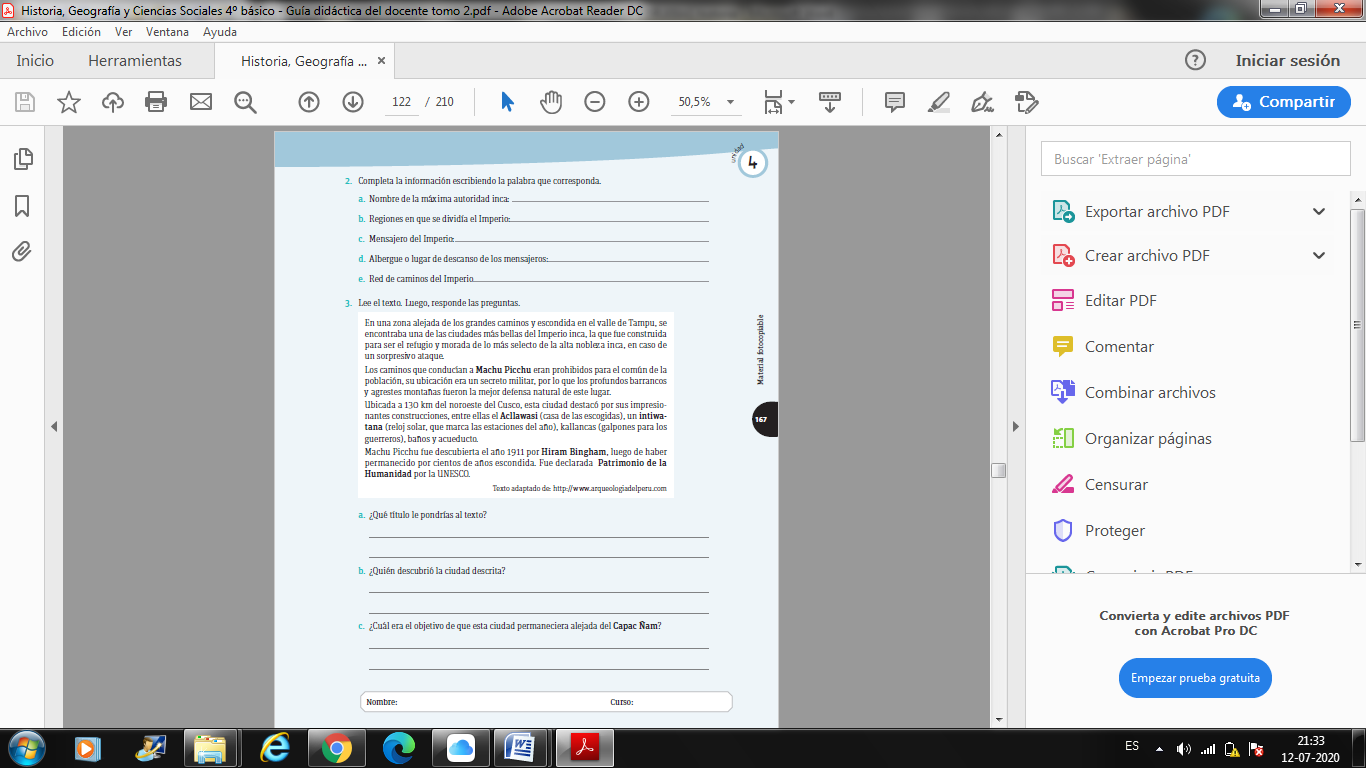 Historia, Geografía y Ciencias Sociales 4º básico - Guía didáctica del docente tomo 2.pdf - Adobe Acrobat Reader DC
Archivo Edición Ver Ventana Ayuda
Inicio Herramientas Historia, Geografía ... × Iniciar sesión
122 / 210 50,5% Compartir
unidad 4
2. Completa la información escribiendo la palabra que corresponda.
a. Nombre de la máxima autoridad inca:
b. Regiones en que se dividía el Imperio:
c. Mensajero del Imperio:
d. Albergue o lugar de descanso de los mensajeros:
e. Red de caminos del Imperio
3. Lee el texto. Luego, responde las preguntas.
En una zona alejada de los grandes caminos y escondida en el valle de Tampu, se
encontraba una de las ciudades más bellas del Imperio inca, la que fue construida
para ser el refugio y morada de lo más selecto de la alta nobleza inca, en caso de
un sorpresivo ataque.
Los caminos que conducían a Machu Picchu eran prohibidos para el común de la
población, su ubicación era un secreto militar, por lo que los profundos barrancos
y agrestes montañas fueron la mejor defensa natural de este lugar.
Ubicada a 130 km del noroeste del Cusco, esta ciudad destacó por sus impresio-
nantes construcciones, entre ellas el Acllawasi (casa de las escogidas), un intiwa-
tana (reloj solar, que marca las estaciones del año), kallancas (galpones para los
guerreros), baños y acueducto.
Machu Picchu fue descubierta el año 1911 por Hiram Bingham, luego de haber
permanecido por cientos de años escondida. Fue declarada Patrimonio de la
Humanidad por la UNESCO.
Texto adaptado de: http://www.arqueologiadelperu.com
a. ¿Qué título le pondrías al texto?
b. ¿Quién descubrió la ciudad descrita?
c. ¿Cuál era el objetivo de que esta ciudad permaneciera alejada del Capac Ñam?
Nombre: Curso:
Material fotocopiable
167
Buscar 'Extraer página'
Exportar archivo PDF
Crear archivo PDF
Editar PDF
Comentar
Combinar archivos
Organizar páginas
Censurar
Proteger
Convierta y edite archivos PDF
con Acrobat Pro DC
Empezar prueba gratuita
ES 21:33
12-07-2020